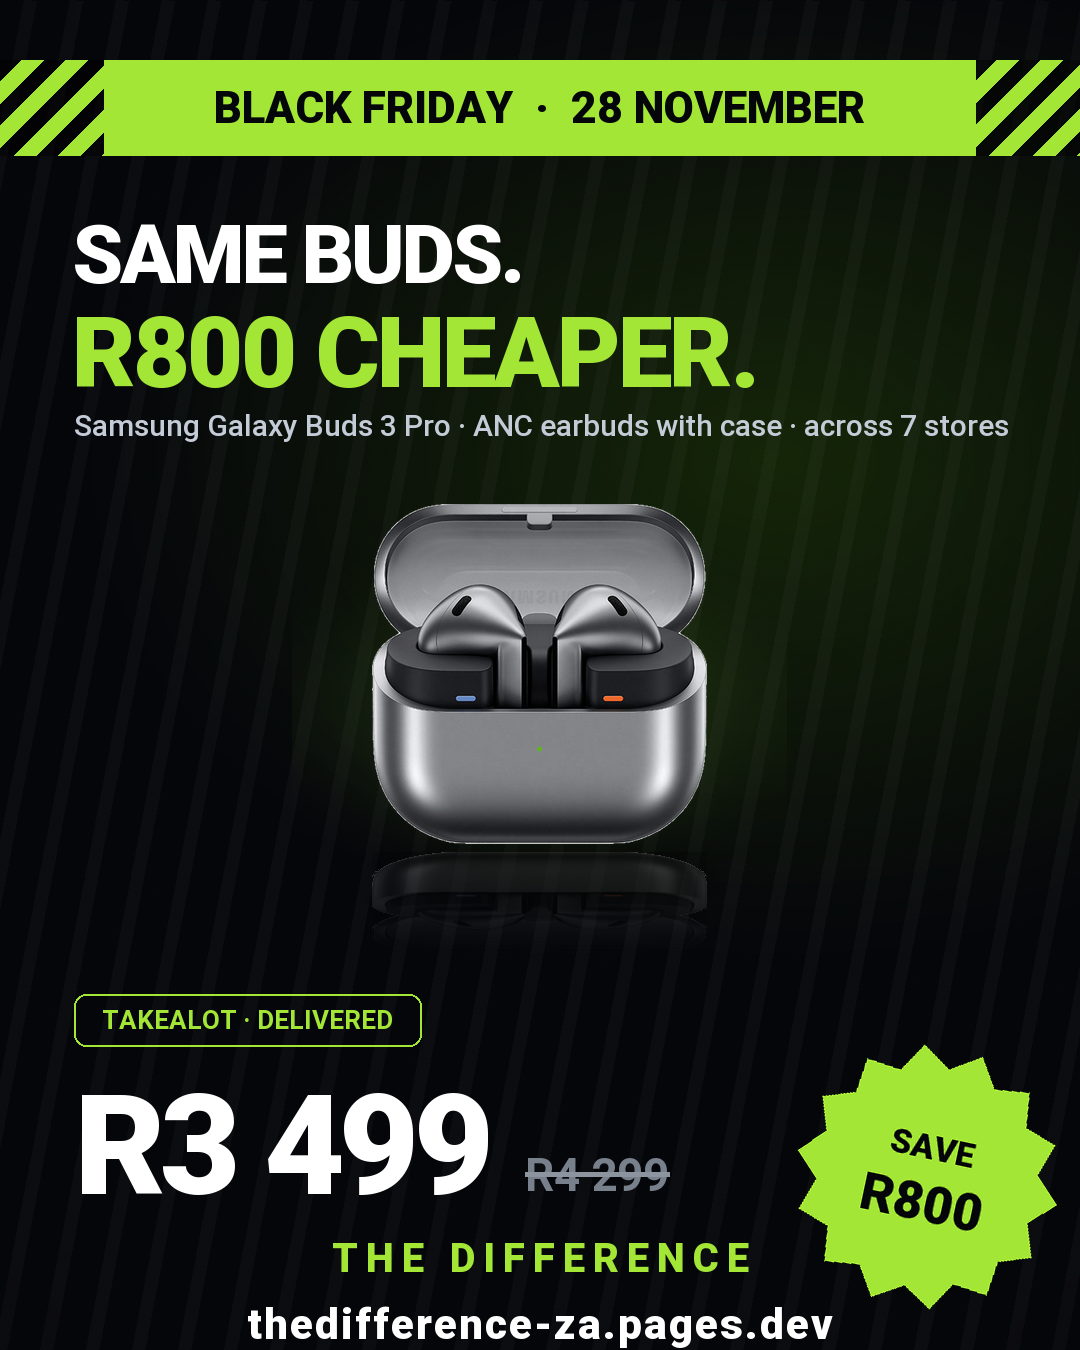 BLACK FRIDAY · 28 NOVEMBER
SAME BUDS.
R800 CHEAPER.
Samsung Galaxy Buds 3 Pro · ANC earbuds with case · across 7 stores
TAKEALOT · DELIVERED
R3 499 R4 299
SAVE
R800
THE DIFFERENCE
thedifference-za.pages.dev